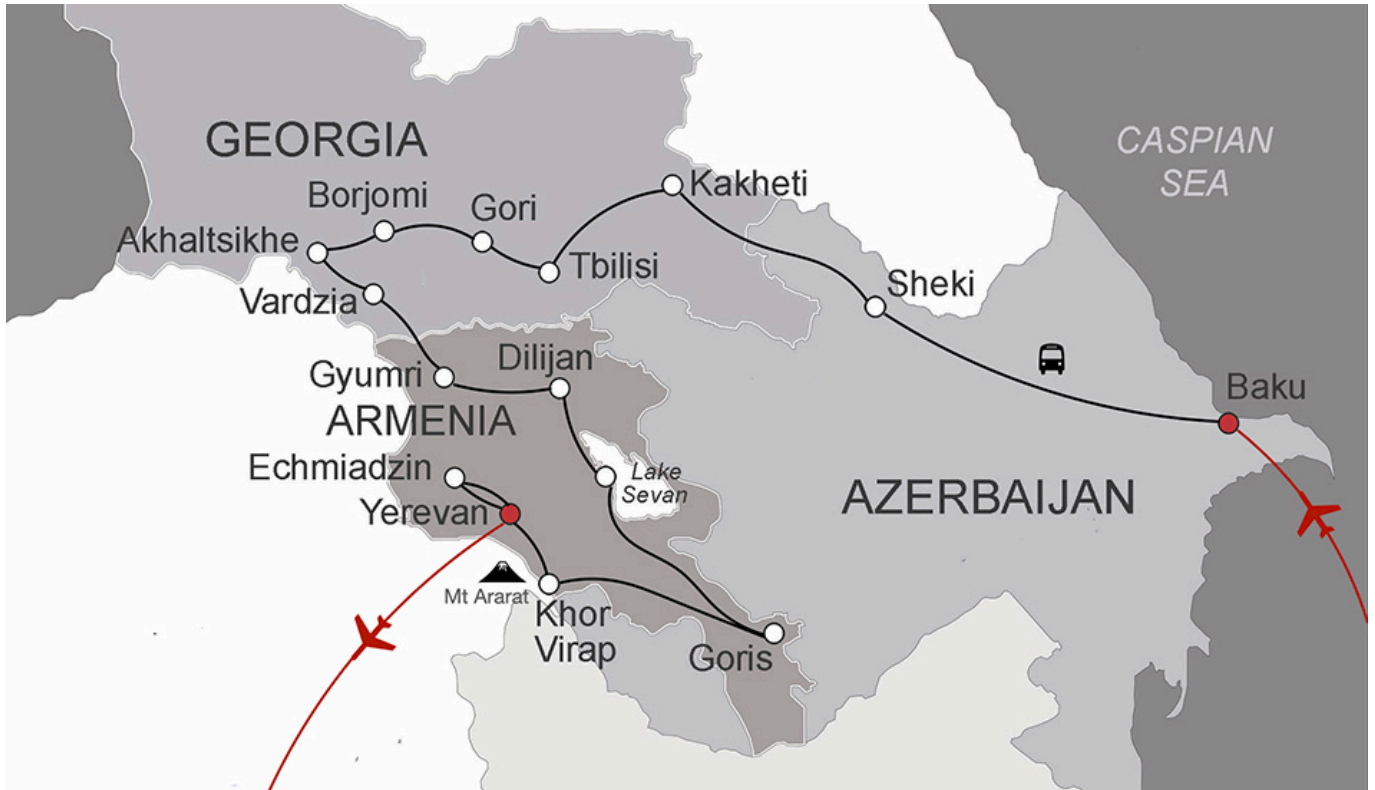 GEORGIA
CASPIAN
SEA
Borjomi
Gori
Kakheti
Akhaltsikhe
Tbilisi
Vardzia
Sheki
Gyumri
Dilijan
Baku
ARMENIA
Echmiadzin
Lake
Sevan
Yerevan
AZERBAIJAN
Mt Ararat
Khor
Virap
Goris